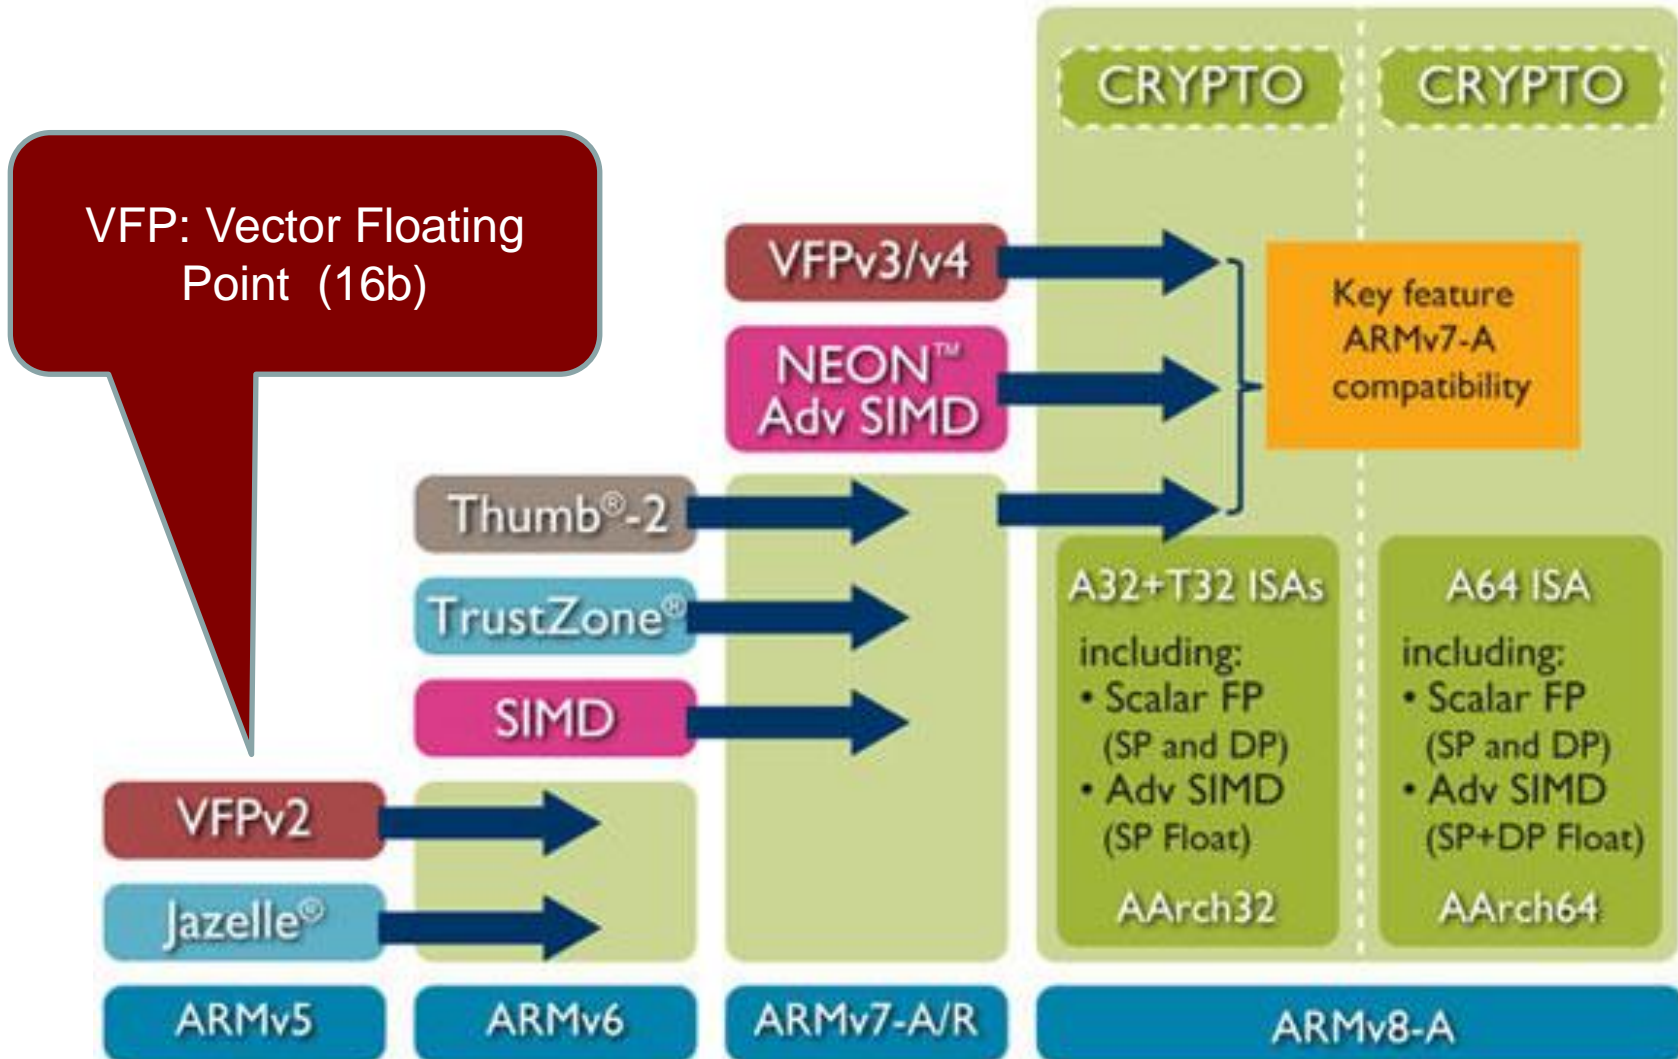 CRYPTO
CRYPTO
VFP: Vector Floating
Point (16b)
VFPv3/v4
Key feature
ARMv7-A
compatibility
NEON™
Adv SIMD
Thumb®-2
TrustZone®
SIMD
A32+T32 ISAs
including:
• Scalar FP
(SP and DP)
• Adv SIMD
(SP Float)
AArch32
A64 ISA
including:
• Scalar FP
(SP and DP)
• Adv SIMD
(SP+DP Float)
AArch64
VFPv2
Jazelle®
ARMv5
ARMv6
ARMv7-A/R
ARMv8-A